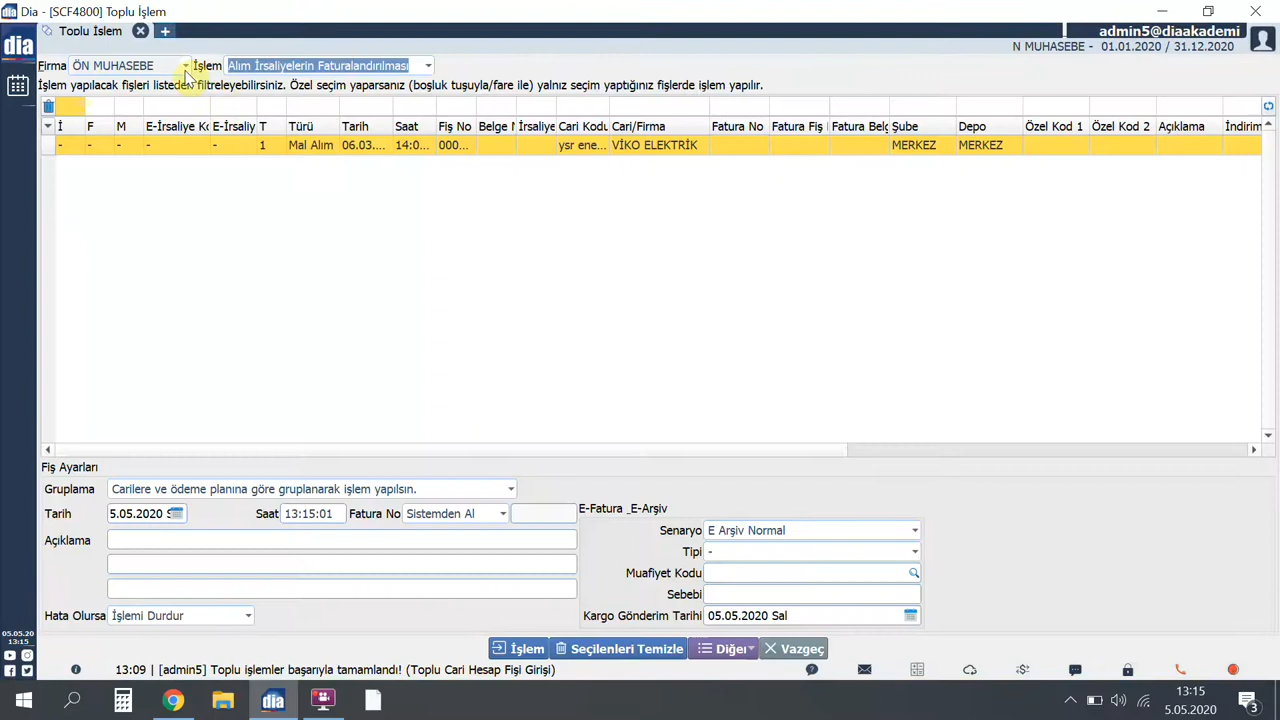 Dia - [SCF4800] Toplu İşlem
dia Toplu İşlem
admin5@diaakademi
N MUHASEBE - 01.01.2020 / 31.12.2020
Firma ÖN MUHASEBE İşlem Alım İrsaliyelerin Faturalandırılması
İşlem yapılacak fişleri listeden filtreleyebilirsiniz. Özel seçim yaparsanız (boşluk tuşuyla/fare ile) yalnız seçim yaptığınız fişlerde işlem yapılır.
İ F M E-İrsaliye Ko E-İrsaliy T Türü Tarih Saat Fiş No Belge N İrsaliye Cari Kodu Cari/Firma Fatura No Fatura Fiş Fatura Belg Şube Depo Özel Kod 1 Özel Kod 2 Açıklama İndirim
- - - - - 1 Mal Alım 06.03.... 14:0... 000... ysr ene... VİKO ELEKTRİK MERKEZ MERKEZ
Fiş Ayarları
Gruplama Carilere ve ödeme planına göre gruplanarak işlem yapılsın.
Tarih 5.05.2020 S Saat 13:15:01 Fatura No Sistemden Al
E-Fatura _E-Arşiv
Açıklama
Senaryo E Arşiv Normal
Tipi -
Muafiyet Kodu
Sebebi
Hata Olursa İşlemi Durdur
Kargo Gönderim Tarihi 05.05.2020 Sal
05.05.20
13:15
İşlem Seçilenleri Temizle Diğer Vazgeç
13:09 | [admin5] Toplu işlemler başarıyla tamamlandı! (Toplu Cari Hesap Fişi Girişi)
dia
13:15
5.05.2020
3